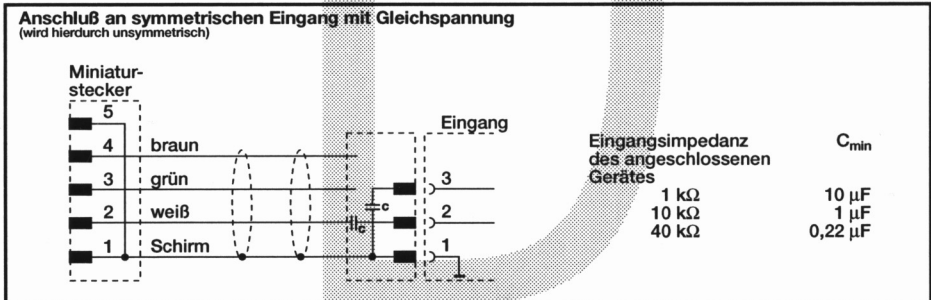 Anschluß an symmetrischen Eingang mit Gleichspannung
(wird hierdurch unsymmetrisch)
Miniatur-
stecker
5
4 braun
3 grün
2 weiß
1 Schirm
c
c
Eingang
3
2
1
Eingangsimpedanz
des angeschlossenen
Gerätes
C min
1 kΩ 10 µF
10 kΩ 1 µF
40 kΩ 0,22 µF